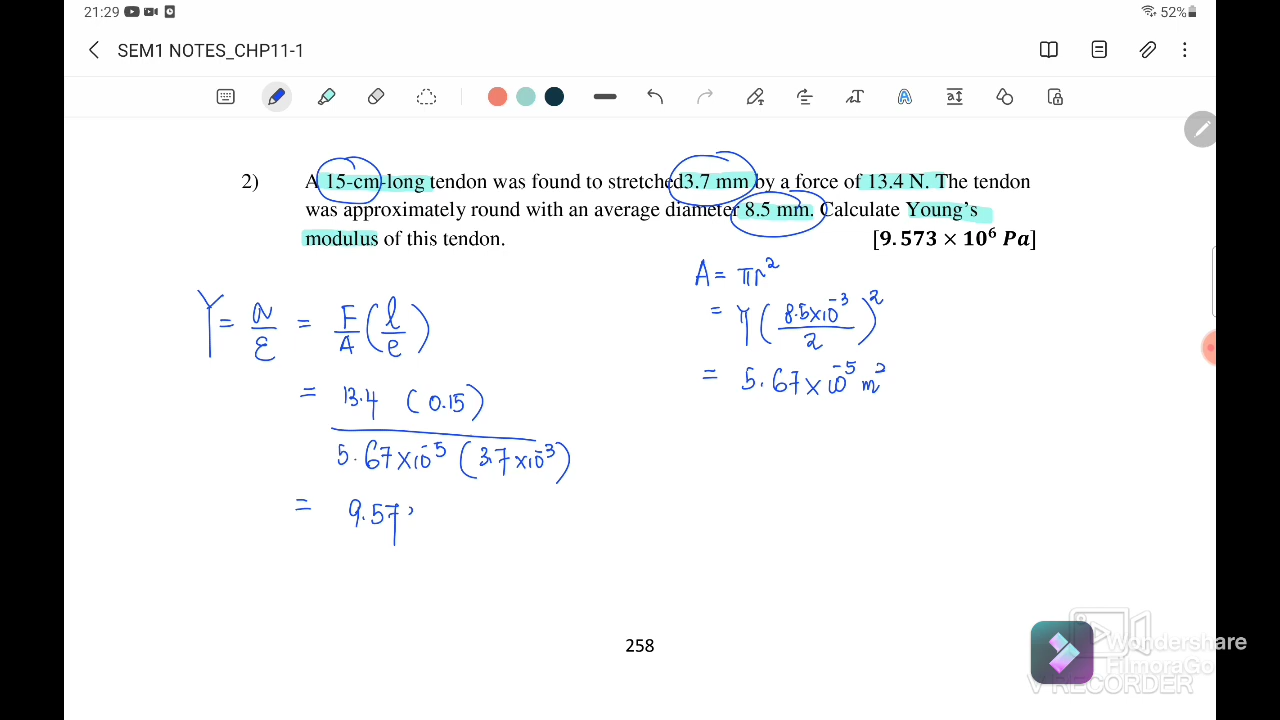 21:29 52%
SEM1 NOTES_CHP11-1
2) A 15-cm-long tendon was found to stretched3.7 mm by a force of 13.4 N. The tendon
was approximately round with an average diameter 8.5 mm. Calculate Young's
modulus of this tendon. [9.573 × 10⁶ Pa]
A = πr²
Y = σ/ε = F/A (l/e)
= π (8.5×10⁻³/2)²
= 5.67×10⁻⁵ m²
= 13.4 (0.15)
5.67×10⁻⁵ (3.7×10⁻³)
= 9.57
258
Wondershare
FilmoraGo
V RECORDER